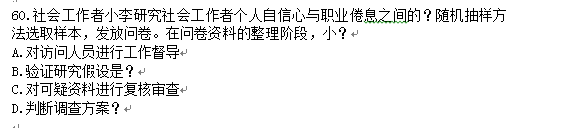 60.社会工作者小李研究社会工作者个人自信心与职业倦息之间的？随机抽样方
法选取样本，发放问卷。在问卷资料的整理阶段，小？
A.对访问人员进行工作督导
B.验证研究假设是？
C.对可疑资料进行复核审查
D.判断调查方案？